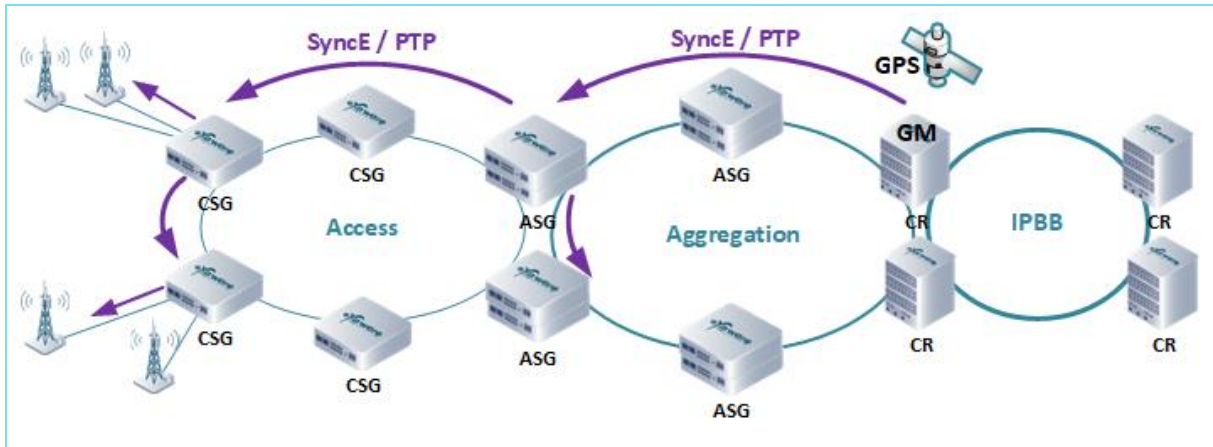 SyncE / PTP
SyncE / PTP
GPS
GM
CSG
CSG
ASG
ASG
CR
CR
Access
Aggregation
IPBB
CSG
CSG
ASG
ASG
CR
CR